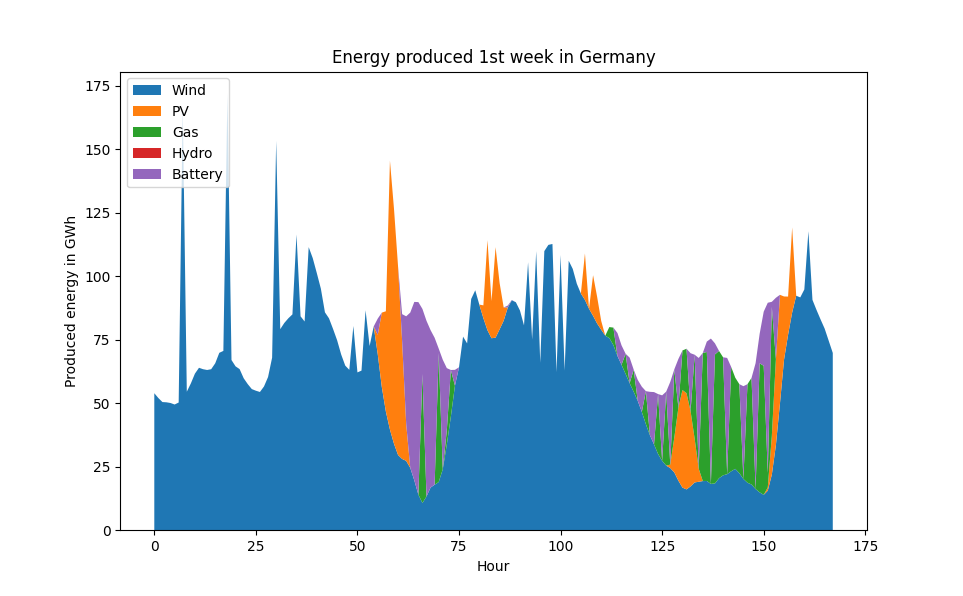 Energy produced 1st week in Germany
Produced energy in GWh
175
150
125
100
75
50
25
0
Wind
PV
Gas
Hydro
Battery
0 25 50 75 100 125 150 175
Hour